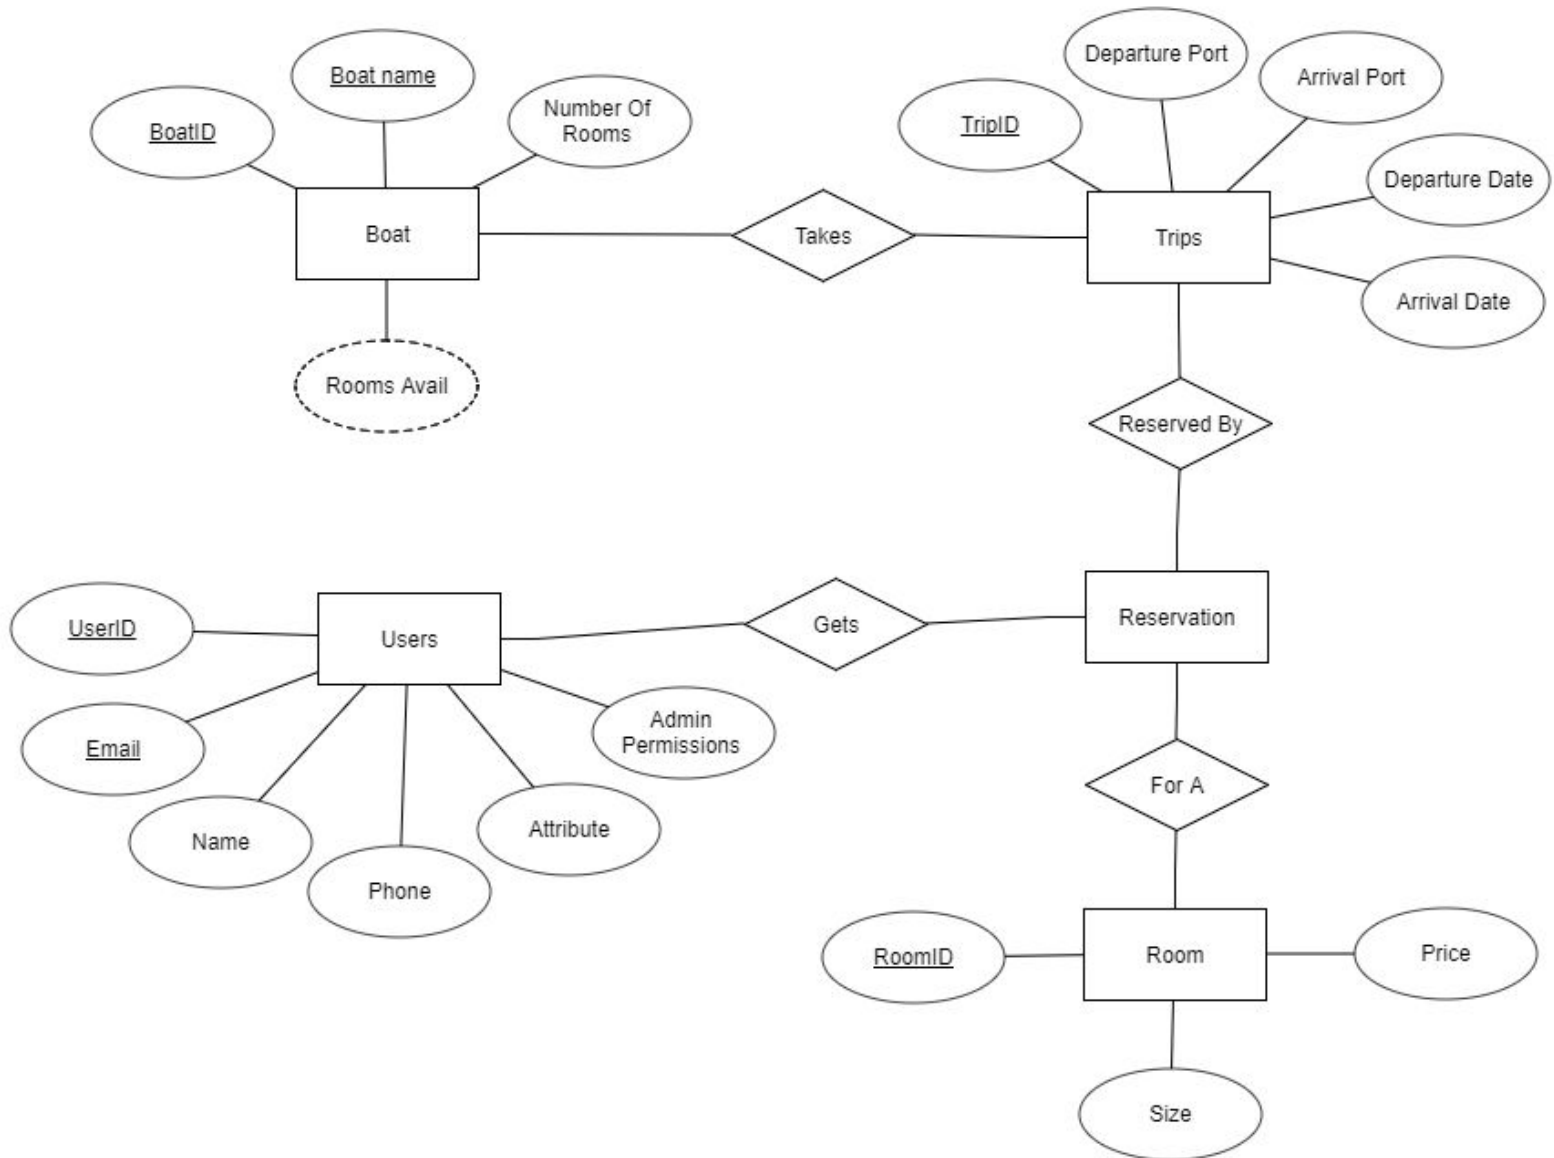 Departure Port
Boat name
Arrival Port
Number Of
Rooms
BoatID
TripID
Departure Date
Boat
Takes
Trips
Arrival Date
Rooms Avail
Reserved By
UserID
Users
Gets
Reservation
Email
Admin
Permissions
For A
Name
Attribute
Phone
RoomID
Room
Price
Size